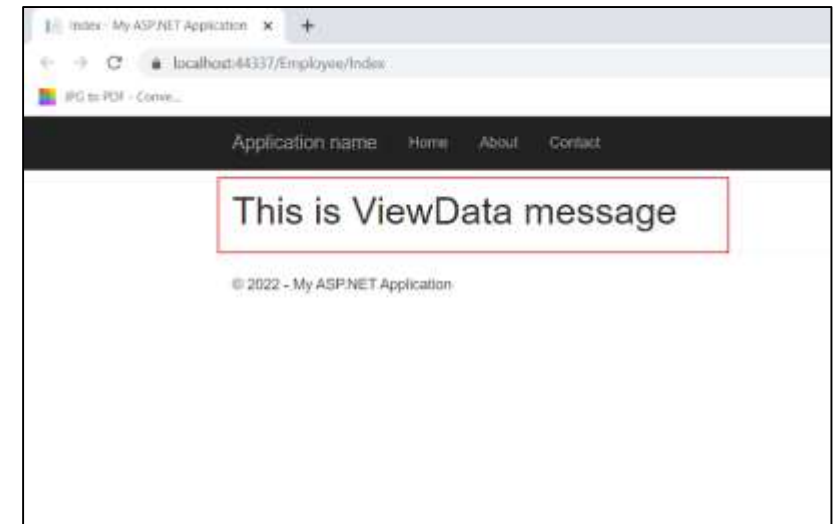 Index - My ASP.NET Application
localhost:44337/Employee/Index
JPG to PDF - Conve...
Application name Home About Contact
This is ViewData message
© 2022 - My ASP.NET Application